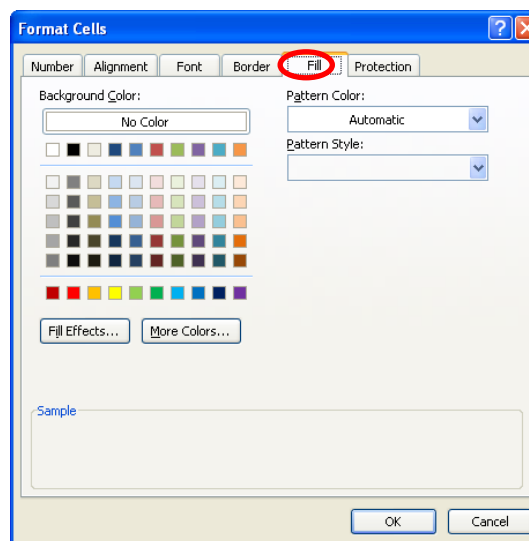 Format Cells
Number Alignment Font Border Fill Protection
Background Color:
No Color
Pattern Color:
Automatic
Pattern Style:
Fill Effects... More Colors...
Sample
OK Cancel